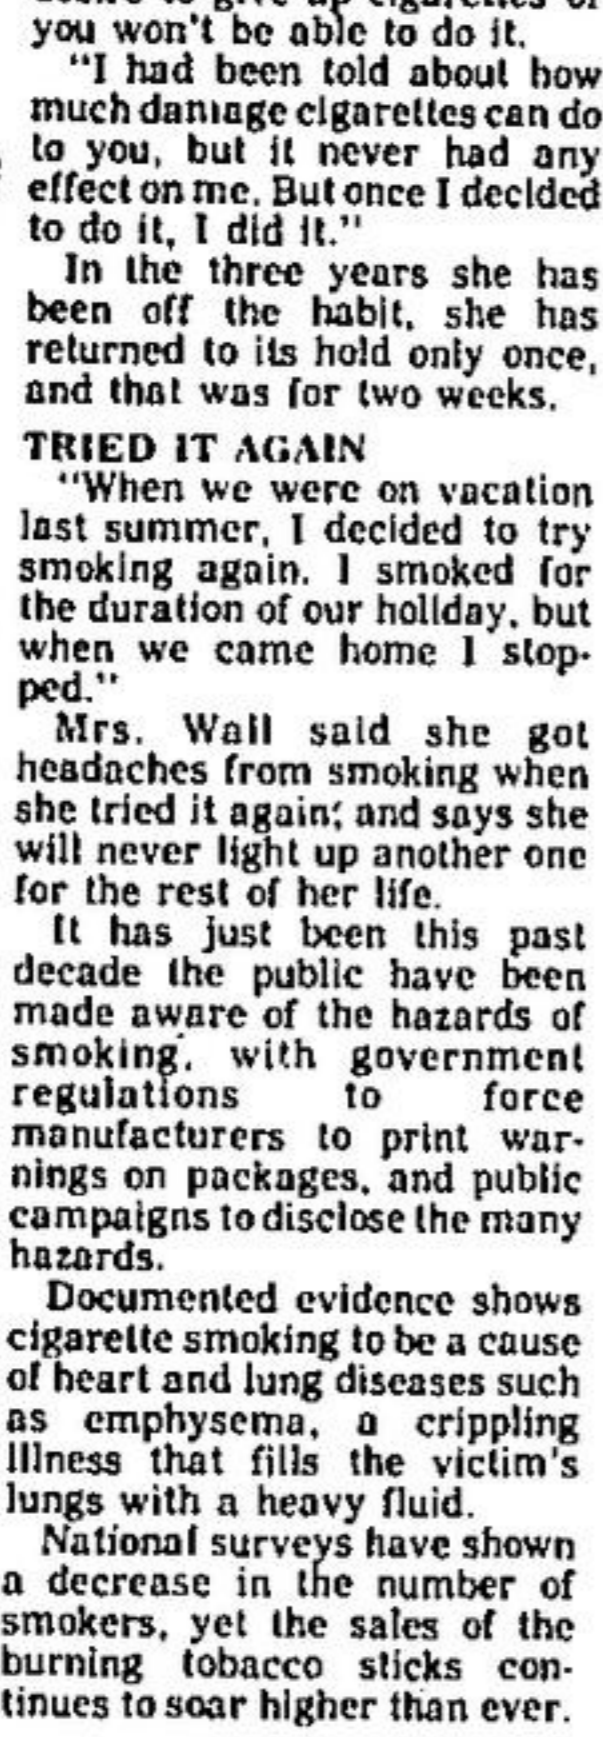 desire to give up cigarettes or
you won't be able to do it.
"I had been told about how
much damage cigarettes can do
to you, but it never had any
effect on me. But once I decided
to do it, I did it."
In the three years she has
been off the habit, she has
returned to its hold only once,
and that was for two weeks.
TRIED IT AGAIN
"When we were on vacation
last summer, I decided to try
smoking again. I smoked for
the duration of our holiday, but
when we came home I stop-
ped."
Mrs. Wall said she got
headaches from smoking when
she tried it again; and says she
will never light up another one
for the rest of her life.
It has just been this past
decade the public have been
made aware of the hazards of
smoking, with government
regulations to force
manufacturers to print war-
nings on packages, and public
campaigns to disclose the many
hazards.
Documented evidence shows
cigarette smoking to be a cause
of heart and lung diseases such
as emphysema, a crippling
illness that fills the victim's
lungs with a heavy fluid.
National surveys have shown
a decrease in the number of
smokers, yet the sales of the
burning tobacco sticks con-
tinues to soar higher than ever.